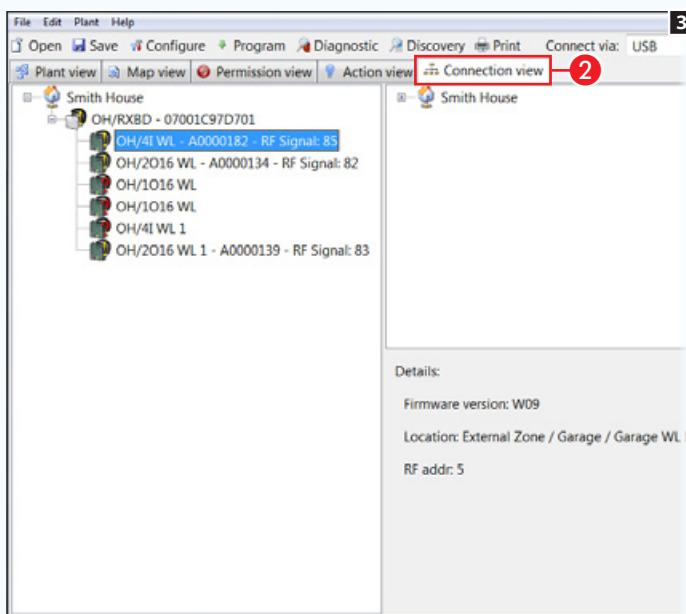 File Edit Plant Help
3
Open Save Configure Program Diagnostic Discovery Print Connect via: USB
Plant view Map view Permission view Action view Connection view 2
Smith House
OH/RXBD - 07001C97D701
OH/4I WL - A0000182 - RF Signal: 85
OH/2O16 WL - A0000134 - RF Signal: 82
OH/1O16 WL
OH/1O16 WL
OH/4I WL 1
OH/2O16 WL 1 - A0000139 - RF Signal: 83
Smith House
Details:
Firmware version: W09
Location: External Zone / Garage / Garage WL
RF addr: 5